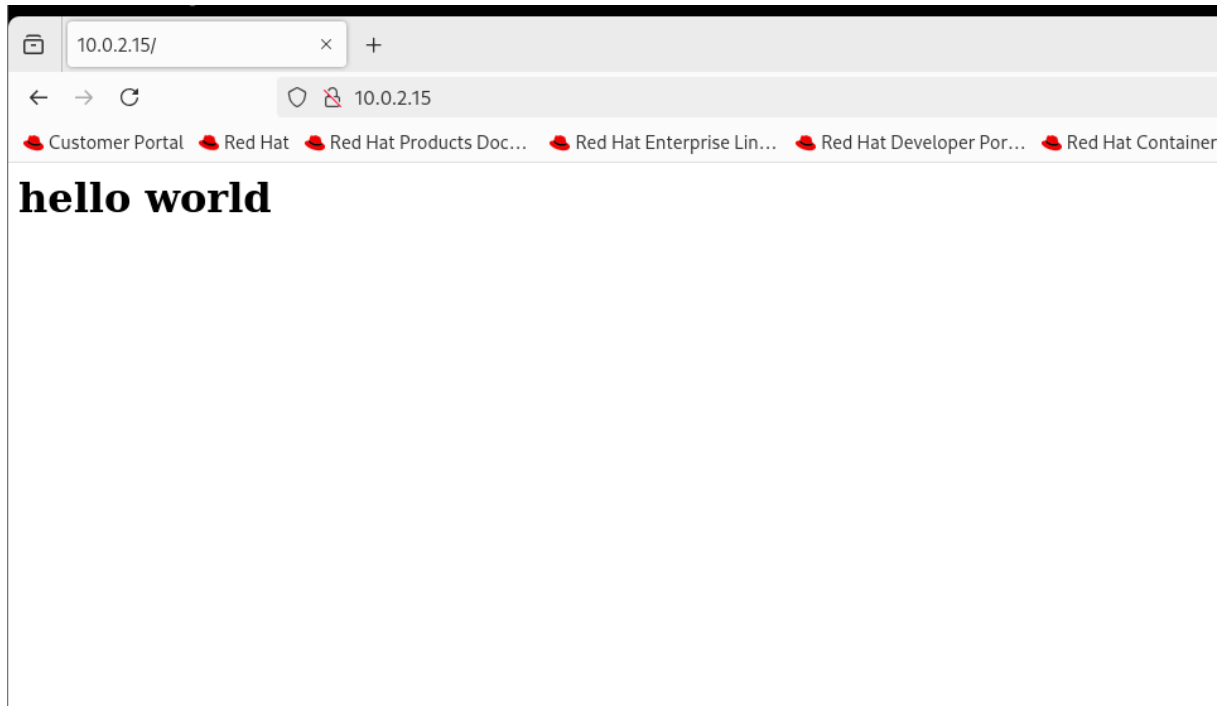 10.0.2.15/
10.0.2.15
Customer Portal Red Hat Red Hat Products Doc... Red Hat Enterprise Lin... Red Hat Developer Por... Red Hat Container
hello world